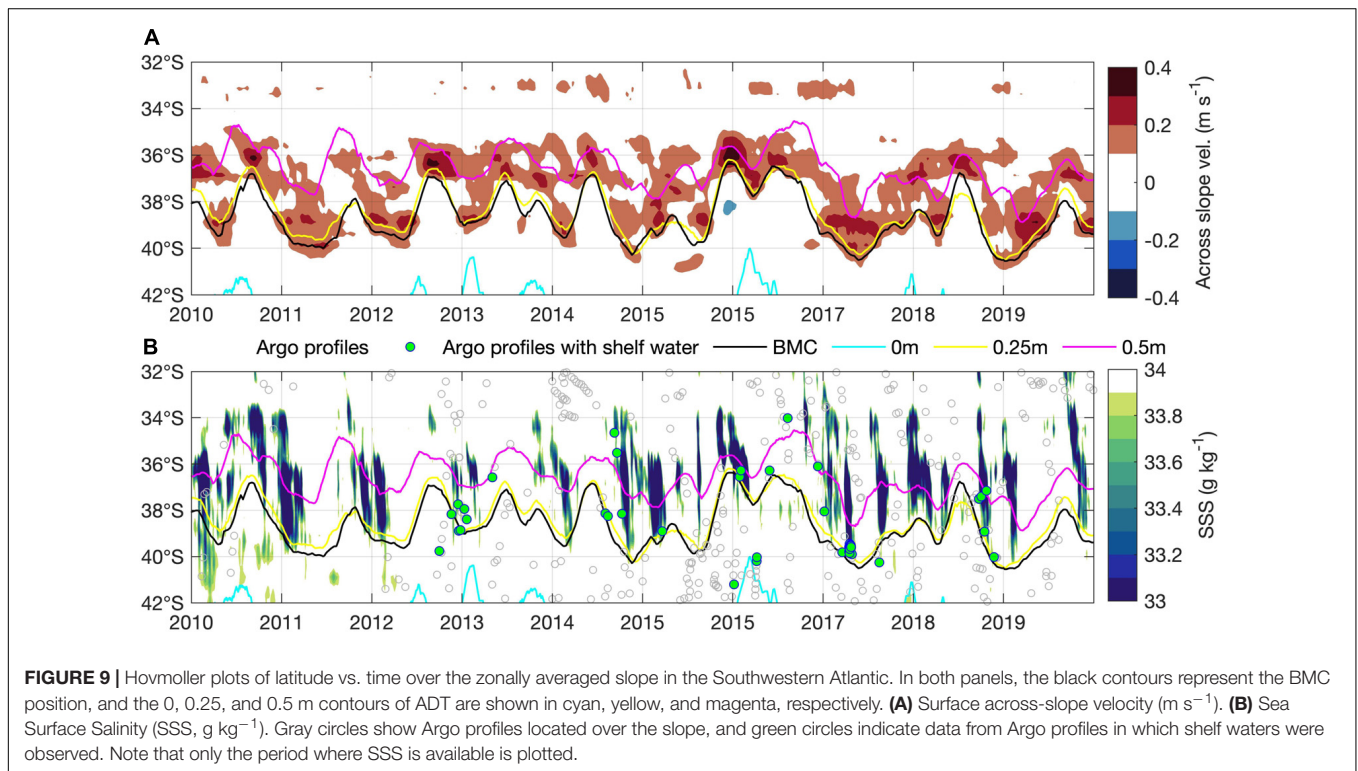 A
32°S
34°S
36°S
38°S
40°S
42°S
2010 2011 2012 2013 2014 2015 2015 2017 2018 2019
0.4
0.2
0
-0.2
-0.4
Across slope vel. (m s⁻¹)
B
Argo profiles Argo profiles with shelf water BMC 0m 0.25m 0.5m
32°S
34°S
36°S
38°S
40°S
42°S
2010 2011 2012 2013 2014 2015 2015 2017 2018 2019
34
33.8
33.6
33.4
33.2
33
SSS (g kg⁻¹)
FIGURE 9 | Hovmoller plots of latitude vs. time over the zonally averaged slope in the Southwestern Atlantic. In both panels, the black contours represent the BMC
position, and the 0, 0.25, and 0.5 m contours of ADT are shown in cyan, yellow, and magenta, respectively. (A) Surface across-slope velocity (m s⁻¹). (B) Sea
Surface Salinity (SSS, g kg⁻¹). Gray circles show Argo profiles located over the slope, and green circles indicate data from Argo profiles in which shelf waters were
observed. Note that only the period where SSS is available is plotted.